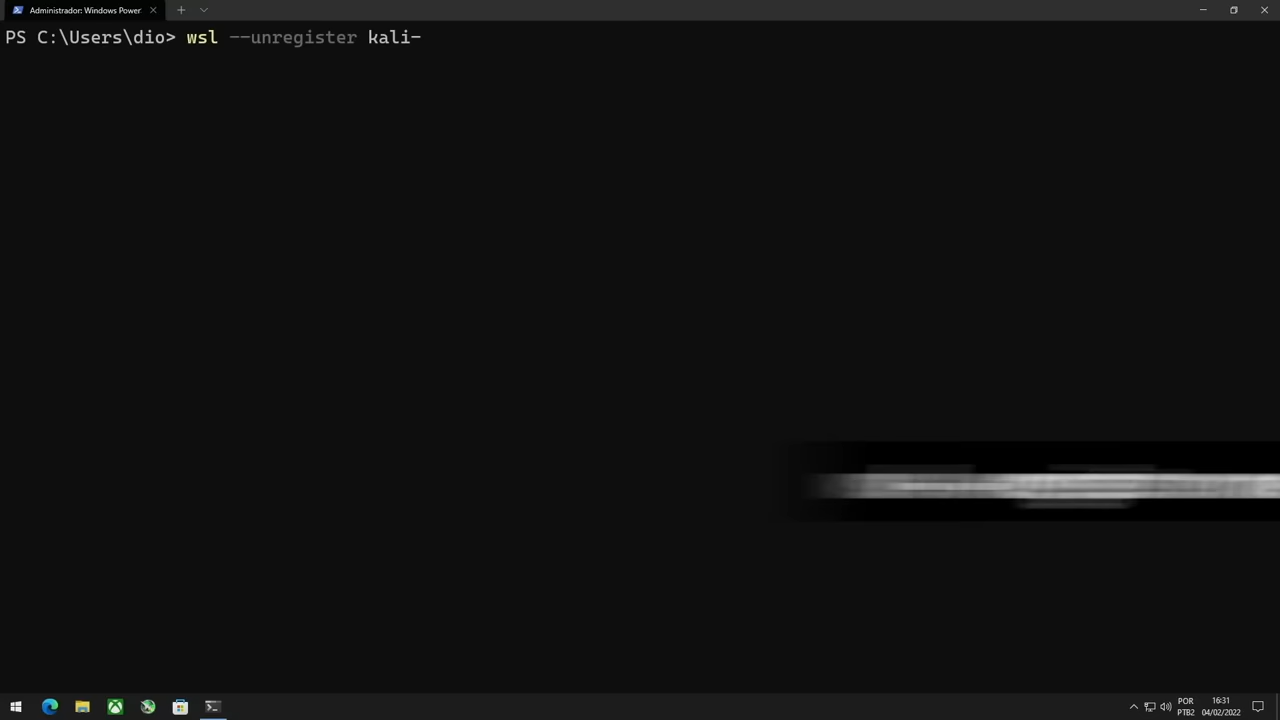 Administrador: Windows Power
PS C:\Users\dio> wsl --unregister kali-
POR
PTB2
16:31
04/02/2022